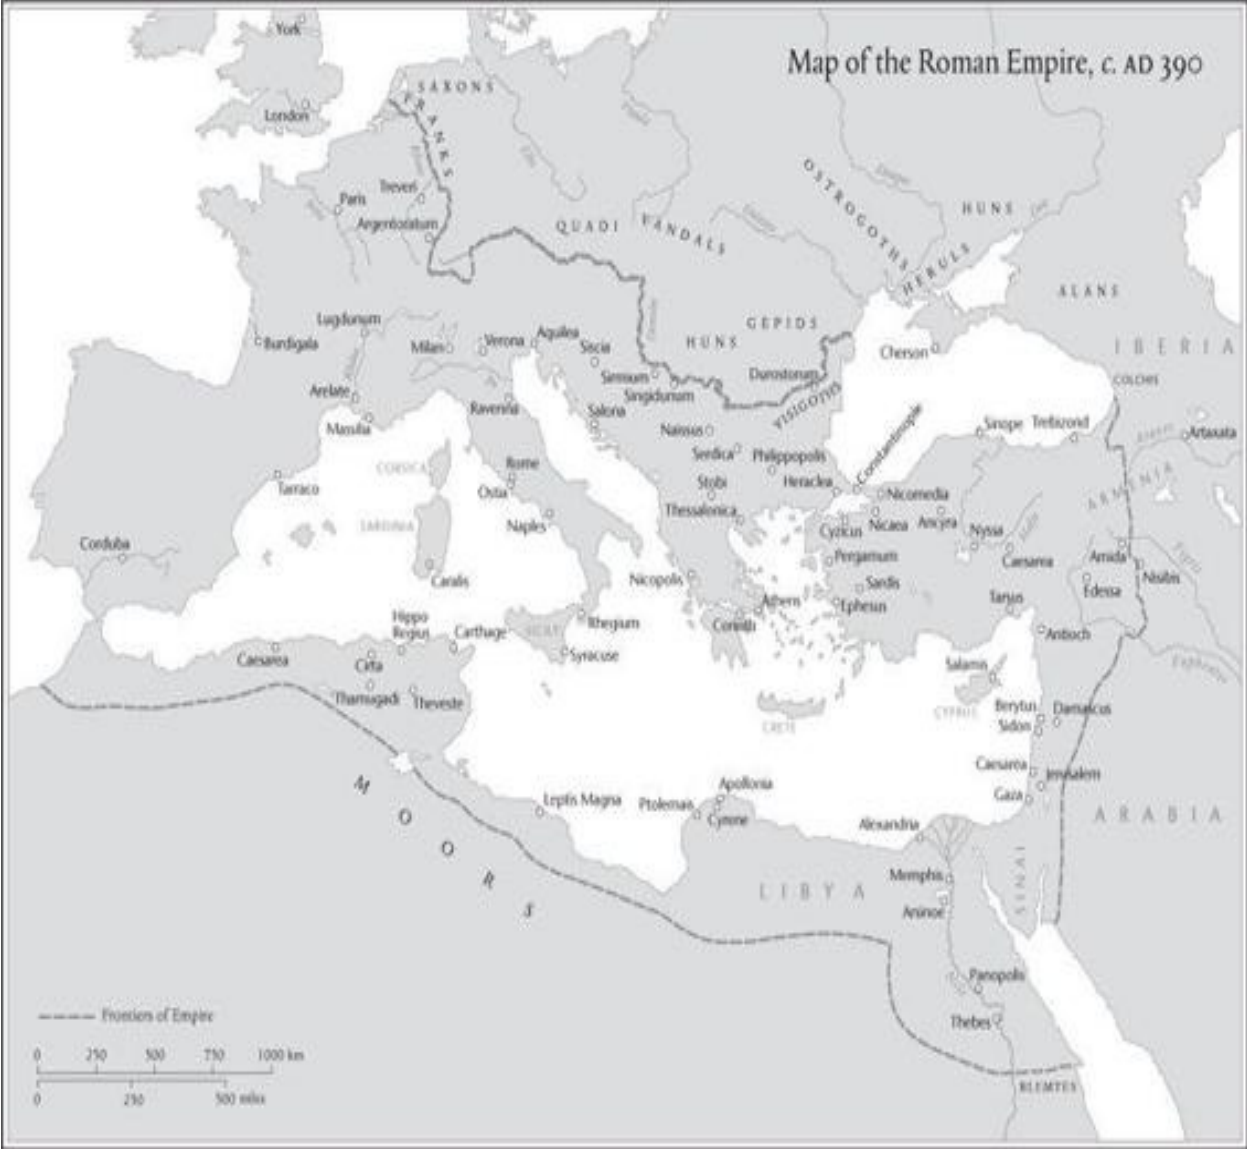 Map of the Roman Empire, c. AD 390
York
London
SAXONS
FRANKS
Treveri
Paris
Argentoratum
QUADI
VANDALS
OSTROGOTHS
HUNS
HERULS
ALANS
IBERIA
COLCHIS
GEPIDS
HUNS
Lugdunum
Burdigala
Milan
Verona
Aquilea
Siscia
Sirmium
Singidunum
Durostorum
VISIGOTHS
Cherson
Arelate
Massilia
Ravenna
Salona
Naissus
Serdica
Philippopolis
Constantinople
Sinope
Trebizond
Artaxata
ARMENIA
CORSICA
Rome
Ostia
Stobi
Heraclea
Nicomedia
Tarraco
SARDINIA
Naples
Thessalonica
Cyzicus
Nicaea
Ancyra
Nyssa
Caesarea
Amida
Nisibis
Tigris
Edessa
Corduba
Caralis
Nicopolis
Pergamum
Sardis
Ephesus
Athens
Corinth
Tarsus
Antioch
Euphrates
Hippo
Regius
Carthage
SICILY
Rhegium
Syracuse
Caesarea
Cirta
Thamugadi
Theveste
Salamis
CYPRUS
CRETE
Berytus
Damascus
Sidon
Caesarea
Jerusalem
Gaza
ARABIA
MOORS
Leptis Magna
Ptolemais
Apollonia
Cyrene
Alexandria
LIBYA
Memphis
SINAI
Aninoe
Panopolis
Thebes
BLEMYES
Frontiers of Empire
0 250 500 750 1000 km
0 250 500 miles